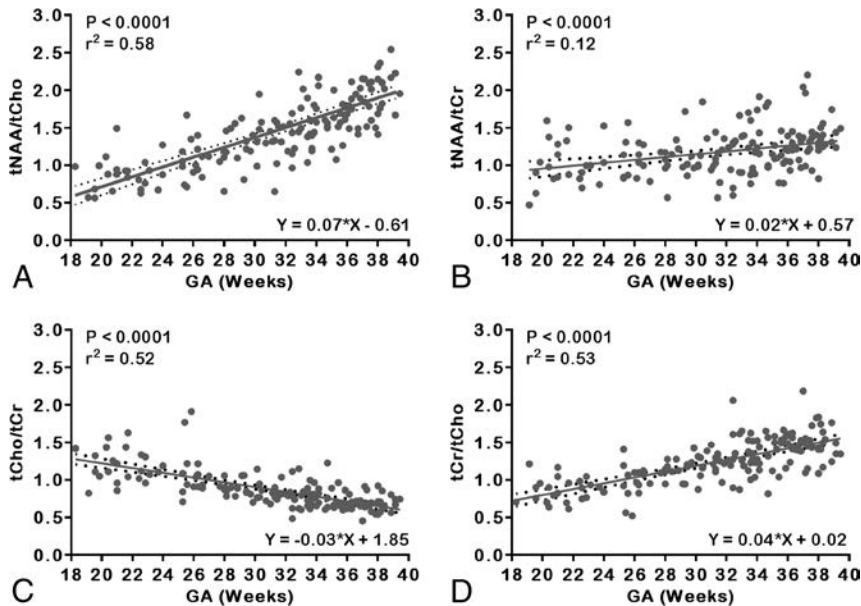 P < 0.0001
r² = 0.58
tNAA/tCho
3.0
2.5
2.0
1.5
1.0
0.5
0.0
Y = 0.07*X - 0.61
18 20 22 24 26 28 30 32 34 36 38 40
GA (Weeks)
A
P < 0.0001
r² = 0.12
tNAA/tCr
3.0
2.5
2.0
1.5
1.0
0.5
0.0
Y = 0.02*X + 0.57
18 20 22 24 26 28 30 32 34 36 38 40
GA (Weeks)
B
P < 0.0001
r² = 0.52
tCho/tCr
3.0
2.5
2.0
1.5
1.0
0.5
0.0
Y = -0.03*X + 1.85
18 20 22 24 26 28 30 32 34 36 38 40
GA (Weeks)
C
P < 0.0001
r² = 0.53
tCr/tCho
3.0
2.5
2.0
1.5
1.0
0.5
0.0
Y = 0.04*X + 0.02
18 20 22 24 26 28 30 32 34 36 38 40
GA (Weeks)
D